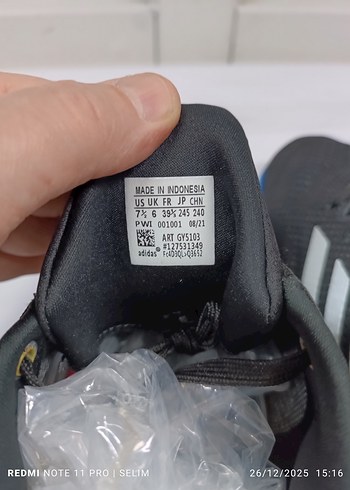 MADE IN INDONESIA
US UK FR JP CHN
7½ 6 39⅓ 245 240
PWI 001001 08/21
ART GY5103
#127531349
adidas®
REDMI NOTE 11 PRO | SELIM
26/12/2025 15:16